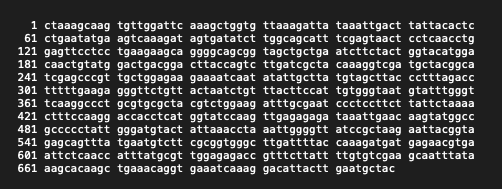 1 ctaaagcaag tgttggattc aaagctggtg ttaaagatta taaattgact tattacactc
61 ctgaatatga agtcaaagat agtgatatct tggcagcatt tcgagtaact cctcaacctg
121 gagttcctcc tgaagaagca ggggcagcgg tagctgctga atcttctact ggtacatgga
181 caactgtatg gactgacgga cttaccagtc ttgatcgcta caaaggtcga tgctacggca
241 tcgagcccgt tgctggagaa gaaaatcaat atattgctta tgtagcttac cctttagacc
301 tttttgaaga gggttctgtt actaatctgt ttacttccat tgtgggtaat gtatttgggt
361 tcaaggccct gcgtgcgcta cgtctggaag atttgcgaat ccctccttct tattctaaaa
421 ctttccaagg accacctcat ggtatccaag ttgagagaga taaattgaac aagtatggcc
481 gccccctatt gggatgtact attaaaccta aattggggtt atccgctaag aattacggta
541 gagcagttta tgaatgtctt cgcggtgggc ttgattttac caaagatgat gagaacgtga
601 attctcaacc atttatgcgt tggagagacc gtttcttatt ttgtgtcgaa gcaatttata
661 aagcacaagc tgaaacaggt gaaatcaaag gacattactt gaatgctac